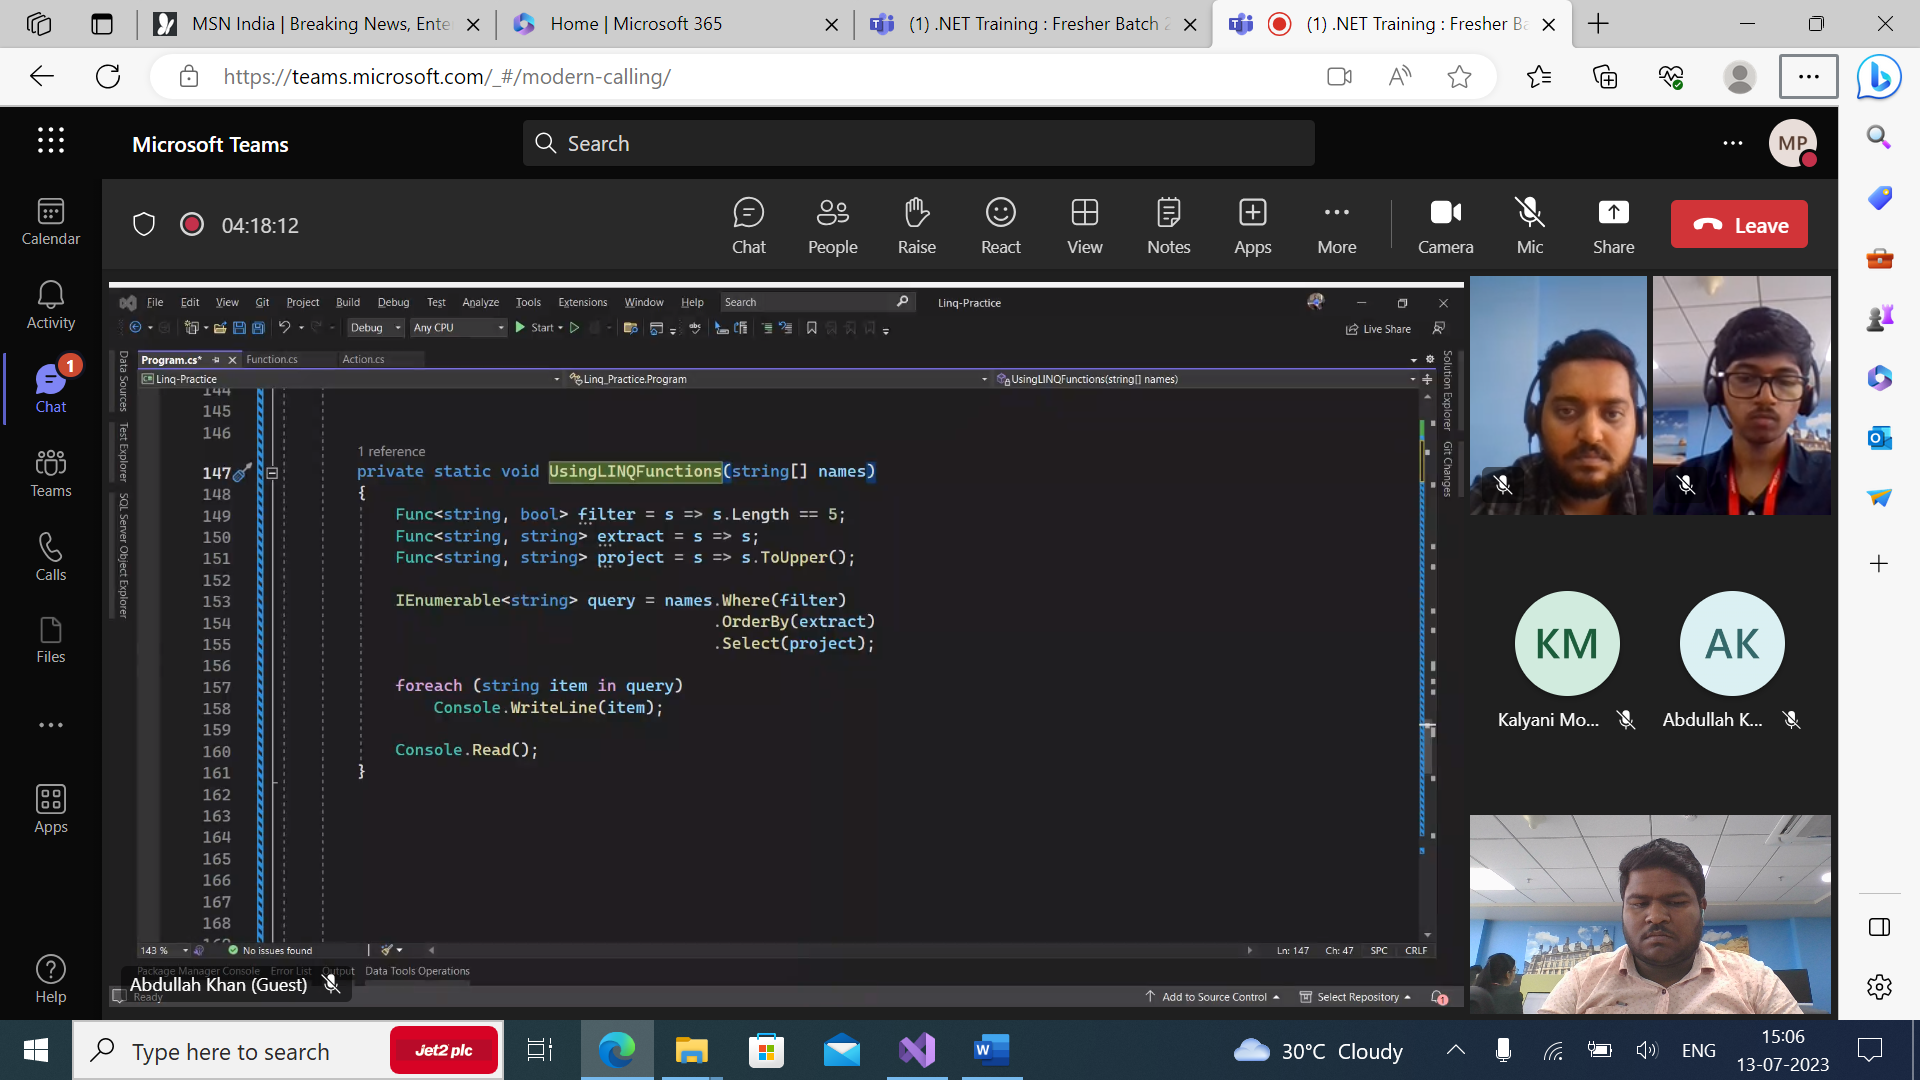 MSN India | Breaking News, Ente
Home | Microsoft 365
(1) .NET Training : Fresher Batch 2
(1) .NET Training : Fresher Ba
https://teams.microsoft.com/_#/modern-calling/
Microsoft Teams
Search
MP
04:18:12
Chat
People
Raise
React
View
Notes
Apps
More
Camera
Mic
Share
Leave
Calendar
Activity
1
Chat
Teams
Calls
Files
Apps
Help
File Edit View Git Project Build Debug Test Analyze Tools Extensions Window Help
Search
Linq-Practice
Debug
Any CPU
Start
Live Share
Program.cs*
Function.cs
Action.cs
Linq-Practice
Linq_Practice.Program
UsingLINQFunctions(string[] names)
Data Sources
Test Explorer
SQL Server Object Explorer
Solution Explorer
Git Changes
144
145
146
1 reference
147 private static void UsingLINQFunctions(string[] names)
148 {
149 Func<string, bool> filter = s => s.Length == 5;
150 Func<string, string> extract = s => s;
151 Func<string, string> project = s => s.ToUpper();
152
153 IEnumerable<string> query = names.Where(filter)
154 .OrderBy(extract)
155 .Select(project);
156
157 foreach (string item in query)
158 Console.WriteLine(item);
159
160 Console.Read();
161 }
162
163
164
165
166
167
168
143 %
No issues found
Ln: 147 Ch: 47 SPC CRLF
Package Manager Console Error List Output Data Tools Operations
Abdullah Khan (Guest)
Ready
Add to Source Control
Select Repository
1
KM
AK
Kalyani Mo...
Abdullah K...
Type here to search
Jet2 plc
30°C Cloudy
ENG
15:06
13-07-2023